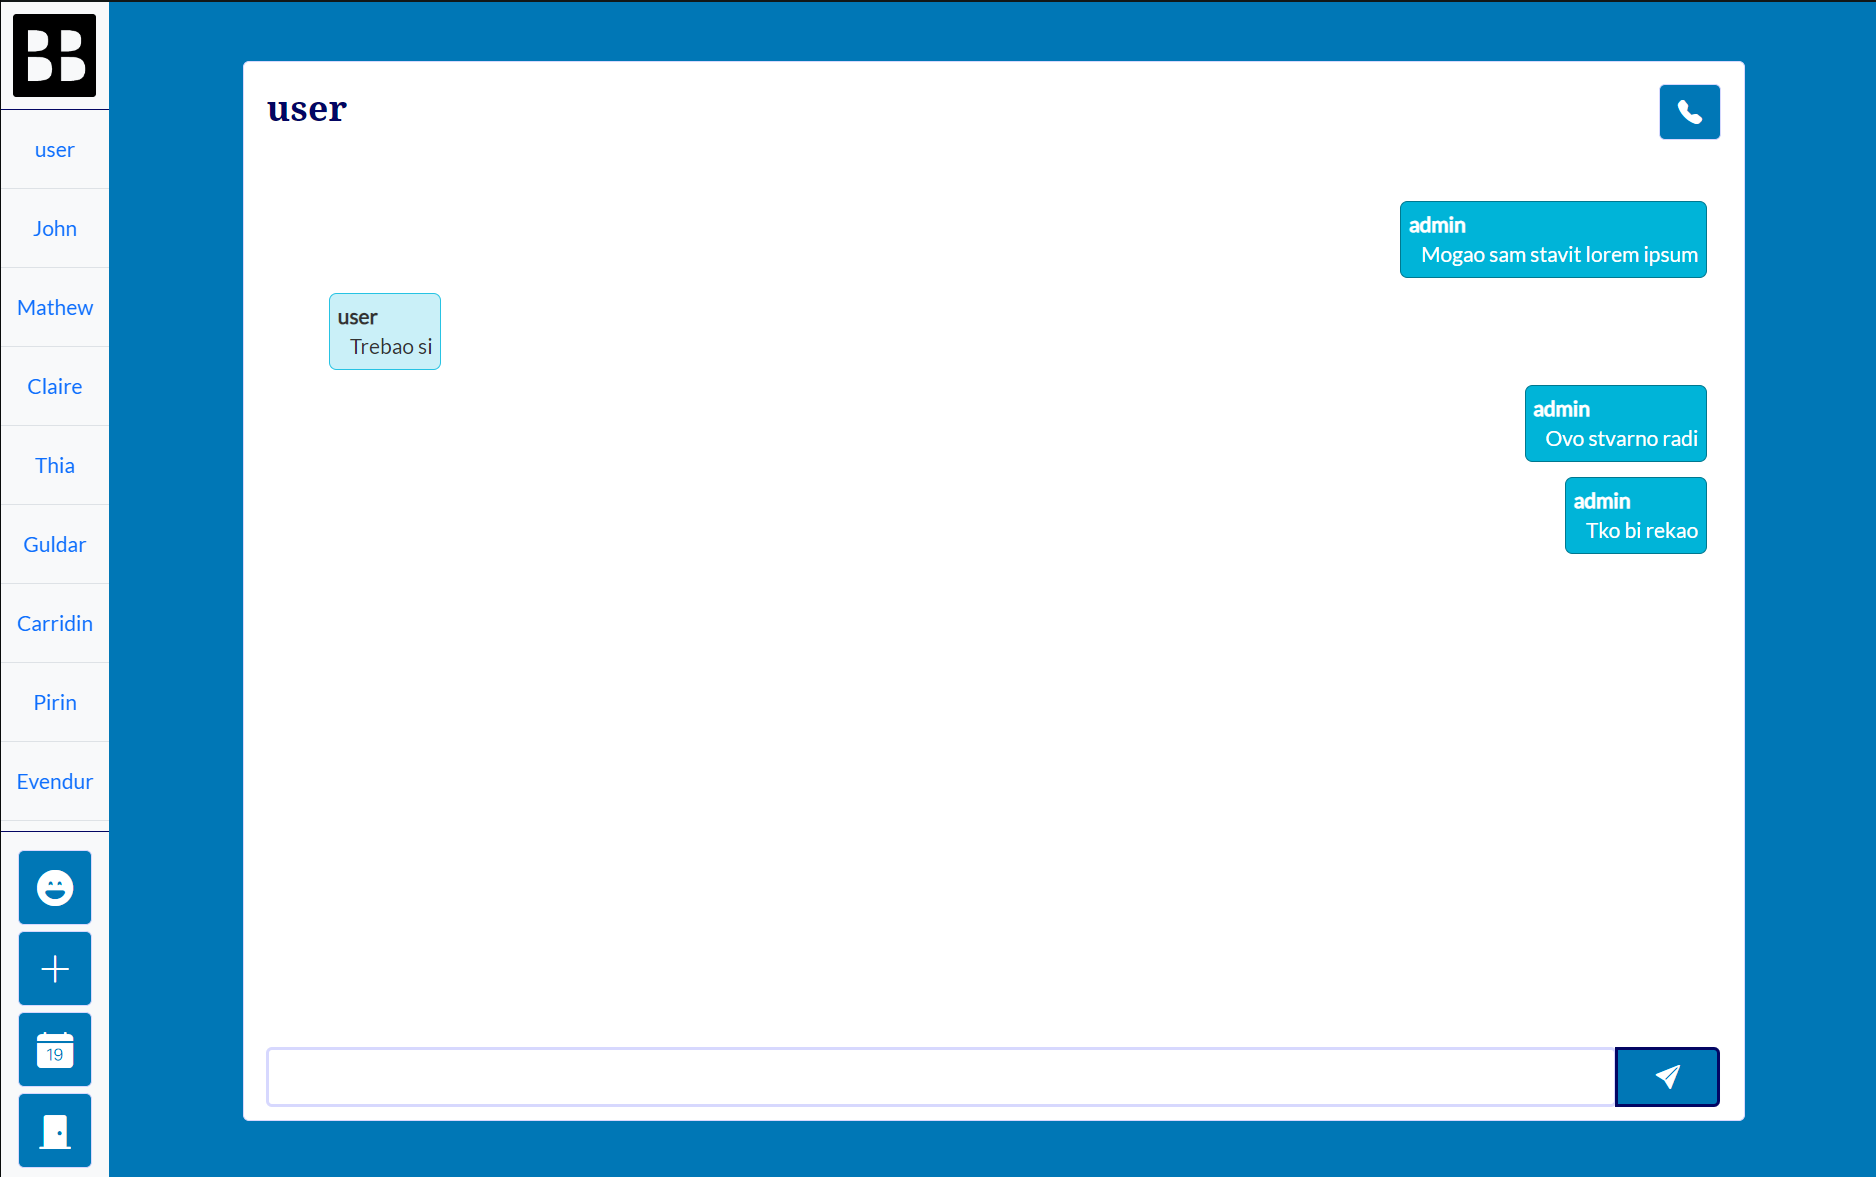 BB
user
John
Mathew
Claire
Thia
Guldar
Carridin
Pirin
Evendur
19
user
admin
Mogao sam stavit lorem ipsum
user
Trebao si
admin
Ovo stvarno radi
admin
Tko bi rekao